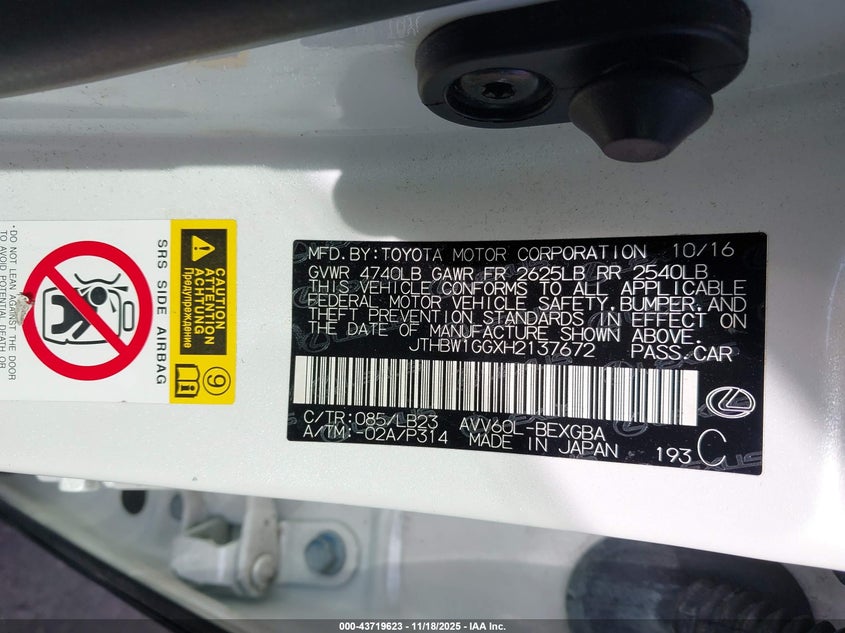 MFD.BY:TOYOTA MOTOR CORPORATION 10/16
GVWR 4740LB GAWR FR 2625LB RR 2540LB
THIS VEHICLE CONFORMS TO ALL APPLICABLE
FEDERAL MOTOR VEHICLE SAFETY, BUMPER, AND
THEFT PREVENTION STANDARDS IN EFFECT ON
THE DATE OF MANUFACTURE SHOWN ABOVE.
JTHBW1GGXH2137672 PASS.CAR
C/TR:085/LB23 AVV60L-BEXGBA
A/TM:-02A/P314 MADE IN JAPAN 193 C
CAUTION
ATTENTION
ACHTUNG
Предупреждение
9
SRS SIDE AIRBAG
•DO NOT LEAN AGAINST THE DOOR
TO AVOID POTENTIAL DEATH OR
000-43719623 - 11/18/2025 - IAA Inc.